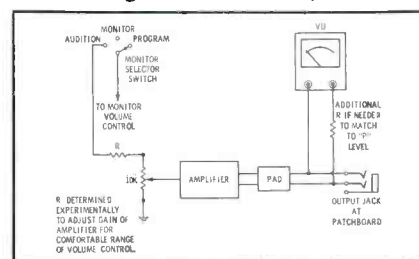 VU
MONITOR
AUDITION
PROGRAM
MONITOR
SELECTOR
SWITCH
TO MONITOR
VOLUME
CONTROL
R
10K
AMPLIFIER
PAD
ADDITIONAL
R IF NEEDED
TO MATCH
TO "P"
LEVEL
OUTPUT JACK
AT
PATCHBOARD
R DETERMINED
EXPERIMENTALLY
TO ADJUST GAIN OF
AMPLIFIER FOR
COMFORTABLE RANGE
OF VOLUME CONTROL.